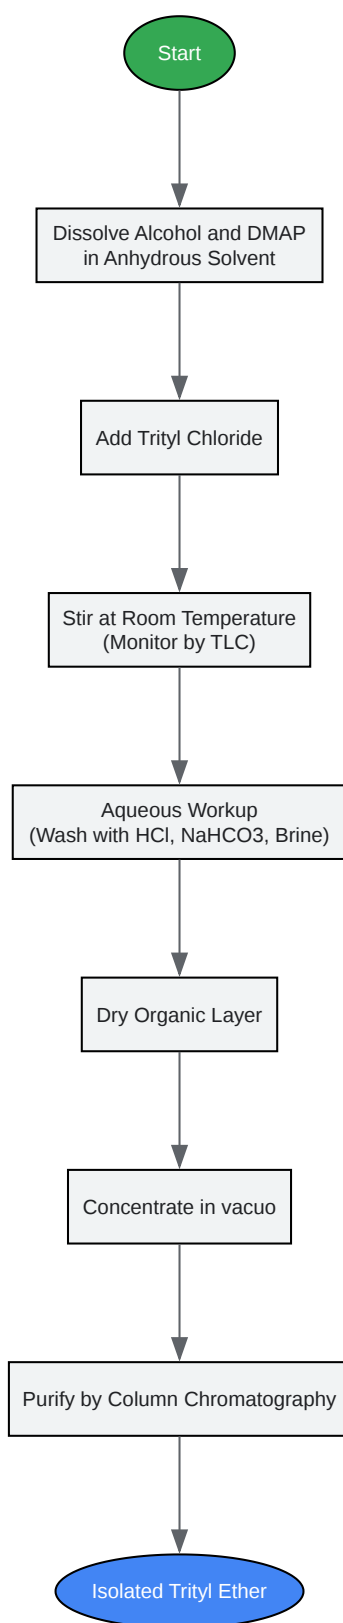 Start
Dissolve Alcohol and DMAP
in Anhydrous Solvent
Add Trityl Chloride
Stir at Room Temperature
(Monitor by TLC)
Aqueous Workup
(Wash with HCl, NaHCO3, Brine)
Dry Organic Layer
Concentrate in vacuo
Purify by Column Chromatography
Isolated Trityl Ether